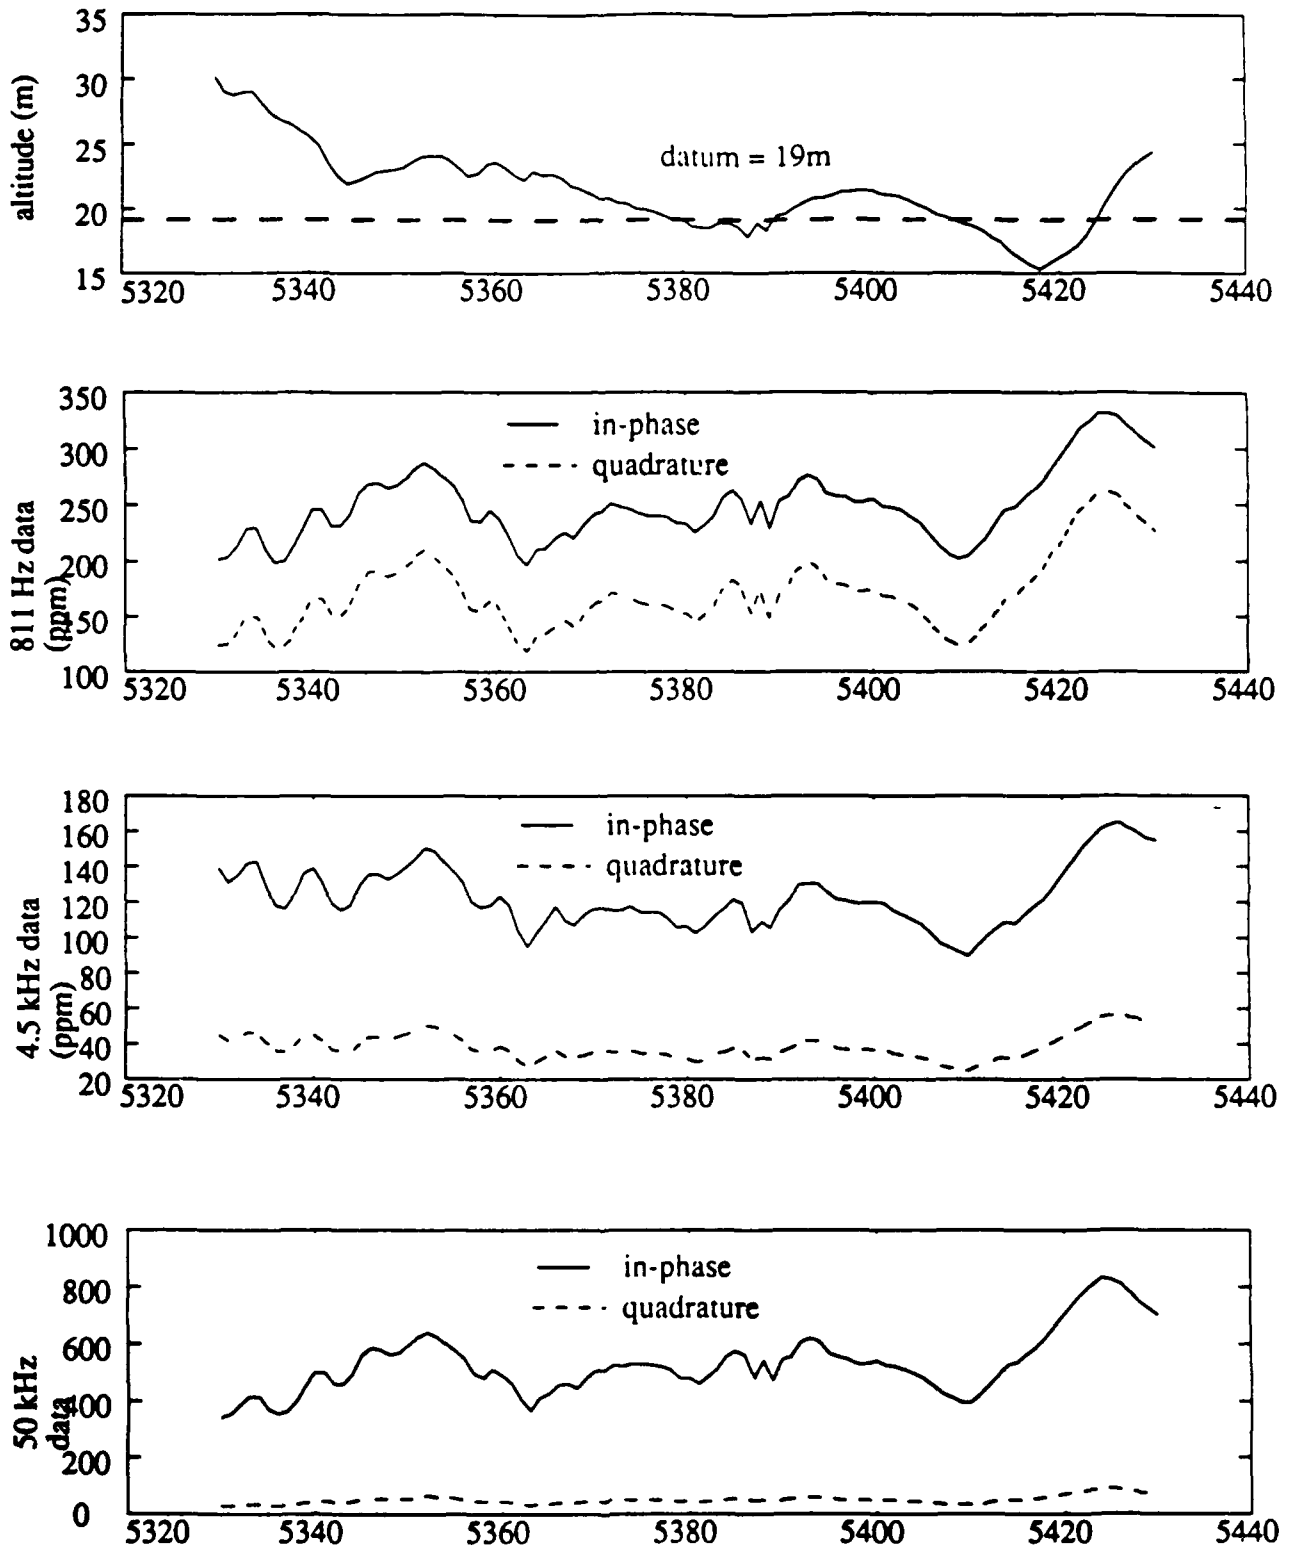 35
30
25
20
15
altitude (m)
datum = 19m
5320 5340 5360 5380 5400 5420 5440
350
300
250
200
150
100
811 Hz data
(ppm)
in-phase
quadrature
5320 5340 5360 5380 5400 5420 5440
180
160
140
120
100
80
60
40
20
4.5 kHz data
(ppm)
in-phase
quadrature
5320 5340 5360 5380 5400 5420 5440
1000
800
600
400
200
0
50 kHz
data
in-phase
quadrature
5320 5340 5360 5380 5400 5420 5440